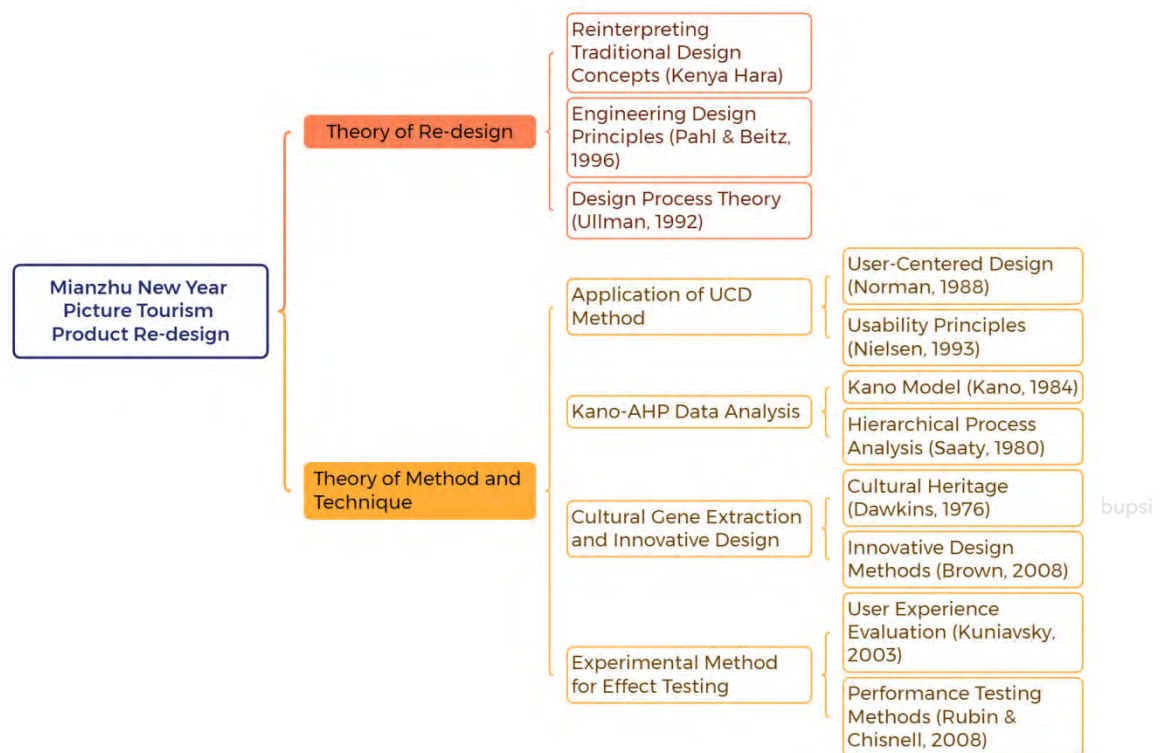 Mianzhu New Year
Picture Tourism
Product Re-design
Theory of Re-design
Reinterpreting
Traditional Design
Concepts (Kenya Hara)
Engineering Design
Principles (Pahl & Beitz,
1996)
Design Process Theory
(Ullman, 1992)
Theory of Method and
Technique
Application of UCD
Method
User-Centered Design
(Norman, 1988)
Usability Principles
(Nielsen, 1993)
Kano-AHP Data Analysis
Kano Model (Kano, 1984)
Hierarchical Process
Analysis (Saaty, 1980)
Cultural Gene Extraction
and Innovative Design
Cultural Heritage
(Dawkins, 1976)
Innovative Design
Methods (Brown, 2008)
Experimental Method
for Effect Testing
User Experience
Evaluation (Kuniavsky,
2003)
Performance Testing
Methods (Rubin &
Chisnell, 2008)
bupsi